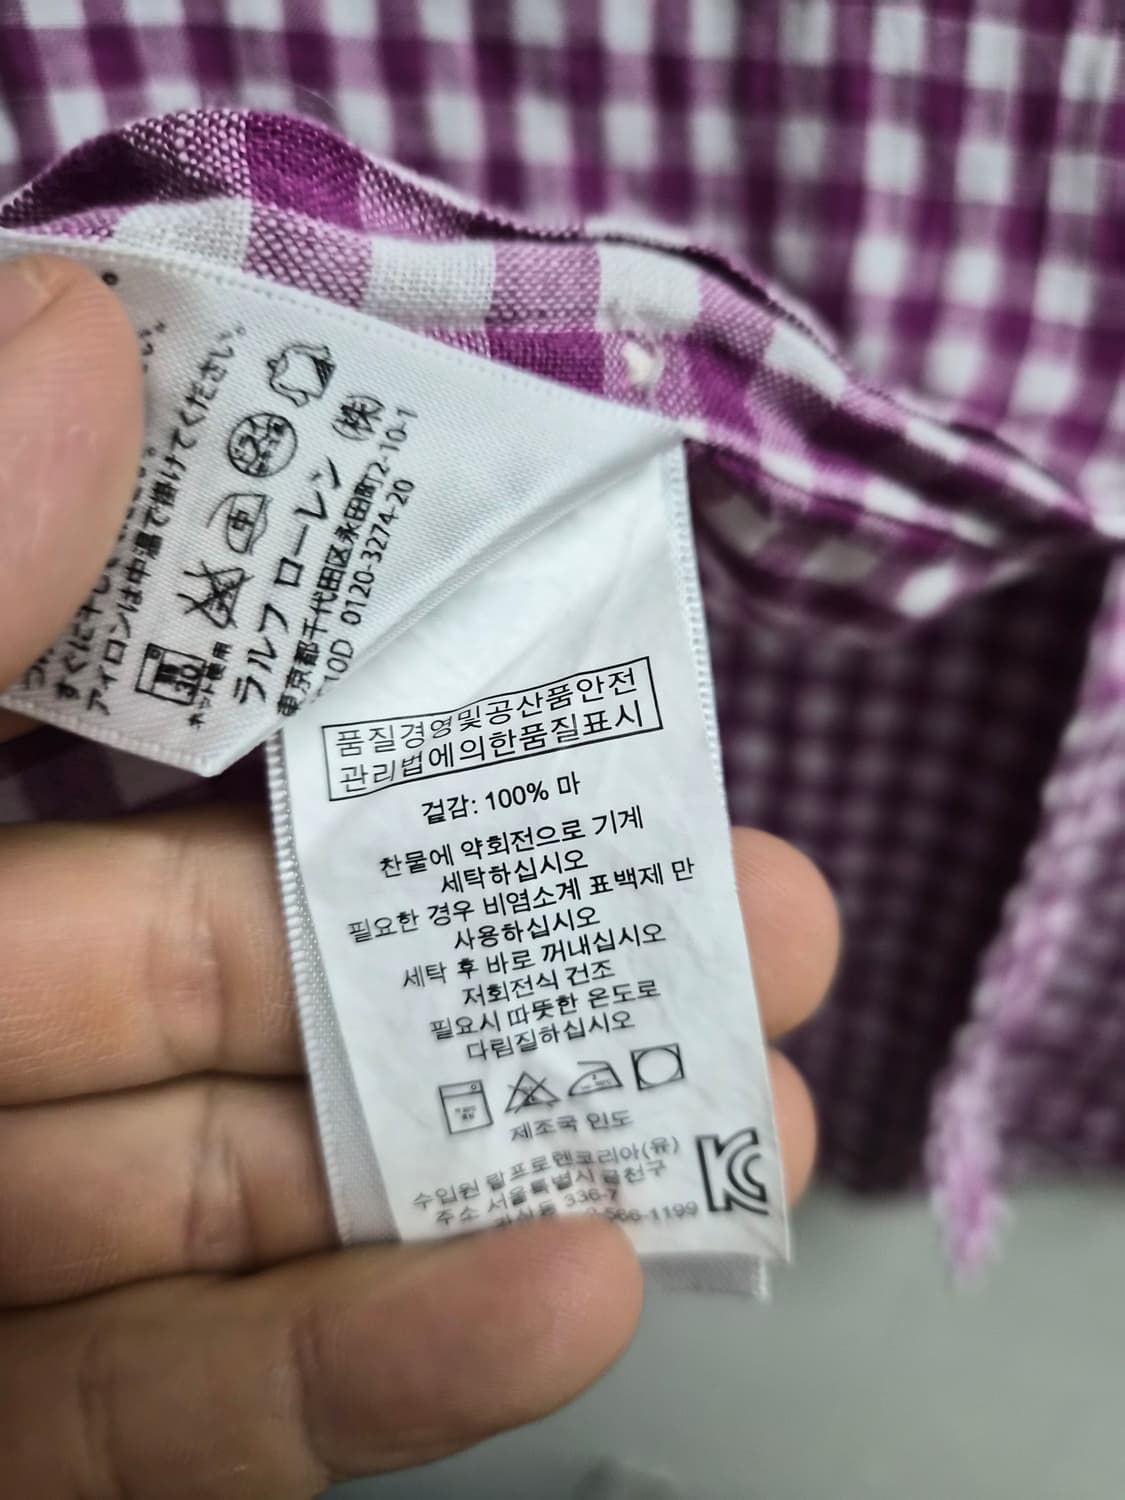 アイロンは中温で掛けてください。
ラルフ ローレン (株)
東京都千代田区永田町2-10-1
10D 0120-3274-20
품질경영및공산품안전
관리법에의한품질표시
겉감: 100% 마
찬물에 약회전으로 기계
세탁하십시오
필요한 경우 비염소계 표백제 만
사용하십시오
세탁 후 바로 꺼내십시오
저회전식 건조
필요시 따뜻한 온도로
다림질하십시오
제조국 인도
수입원 랄프로렌코리아(유)
주소 서울특별시 금천구
336-7
566-1199